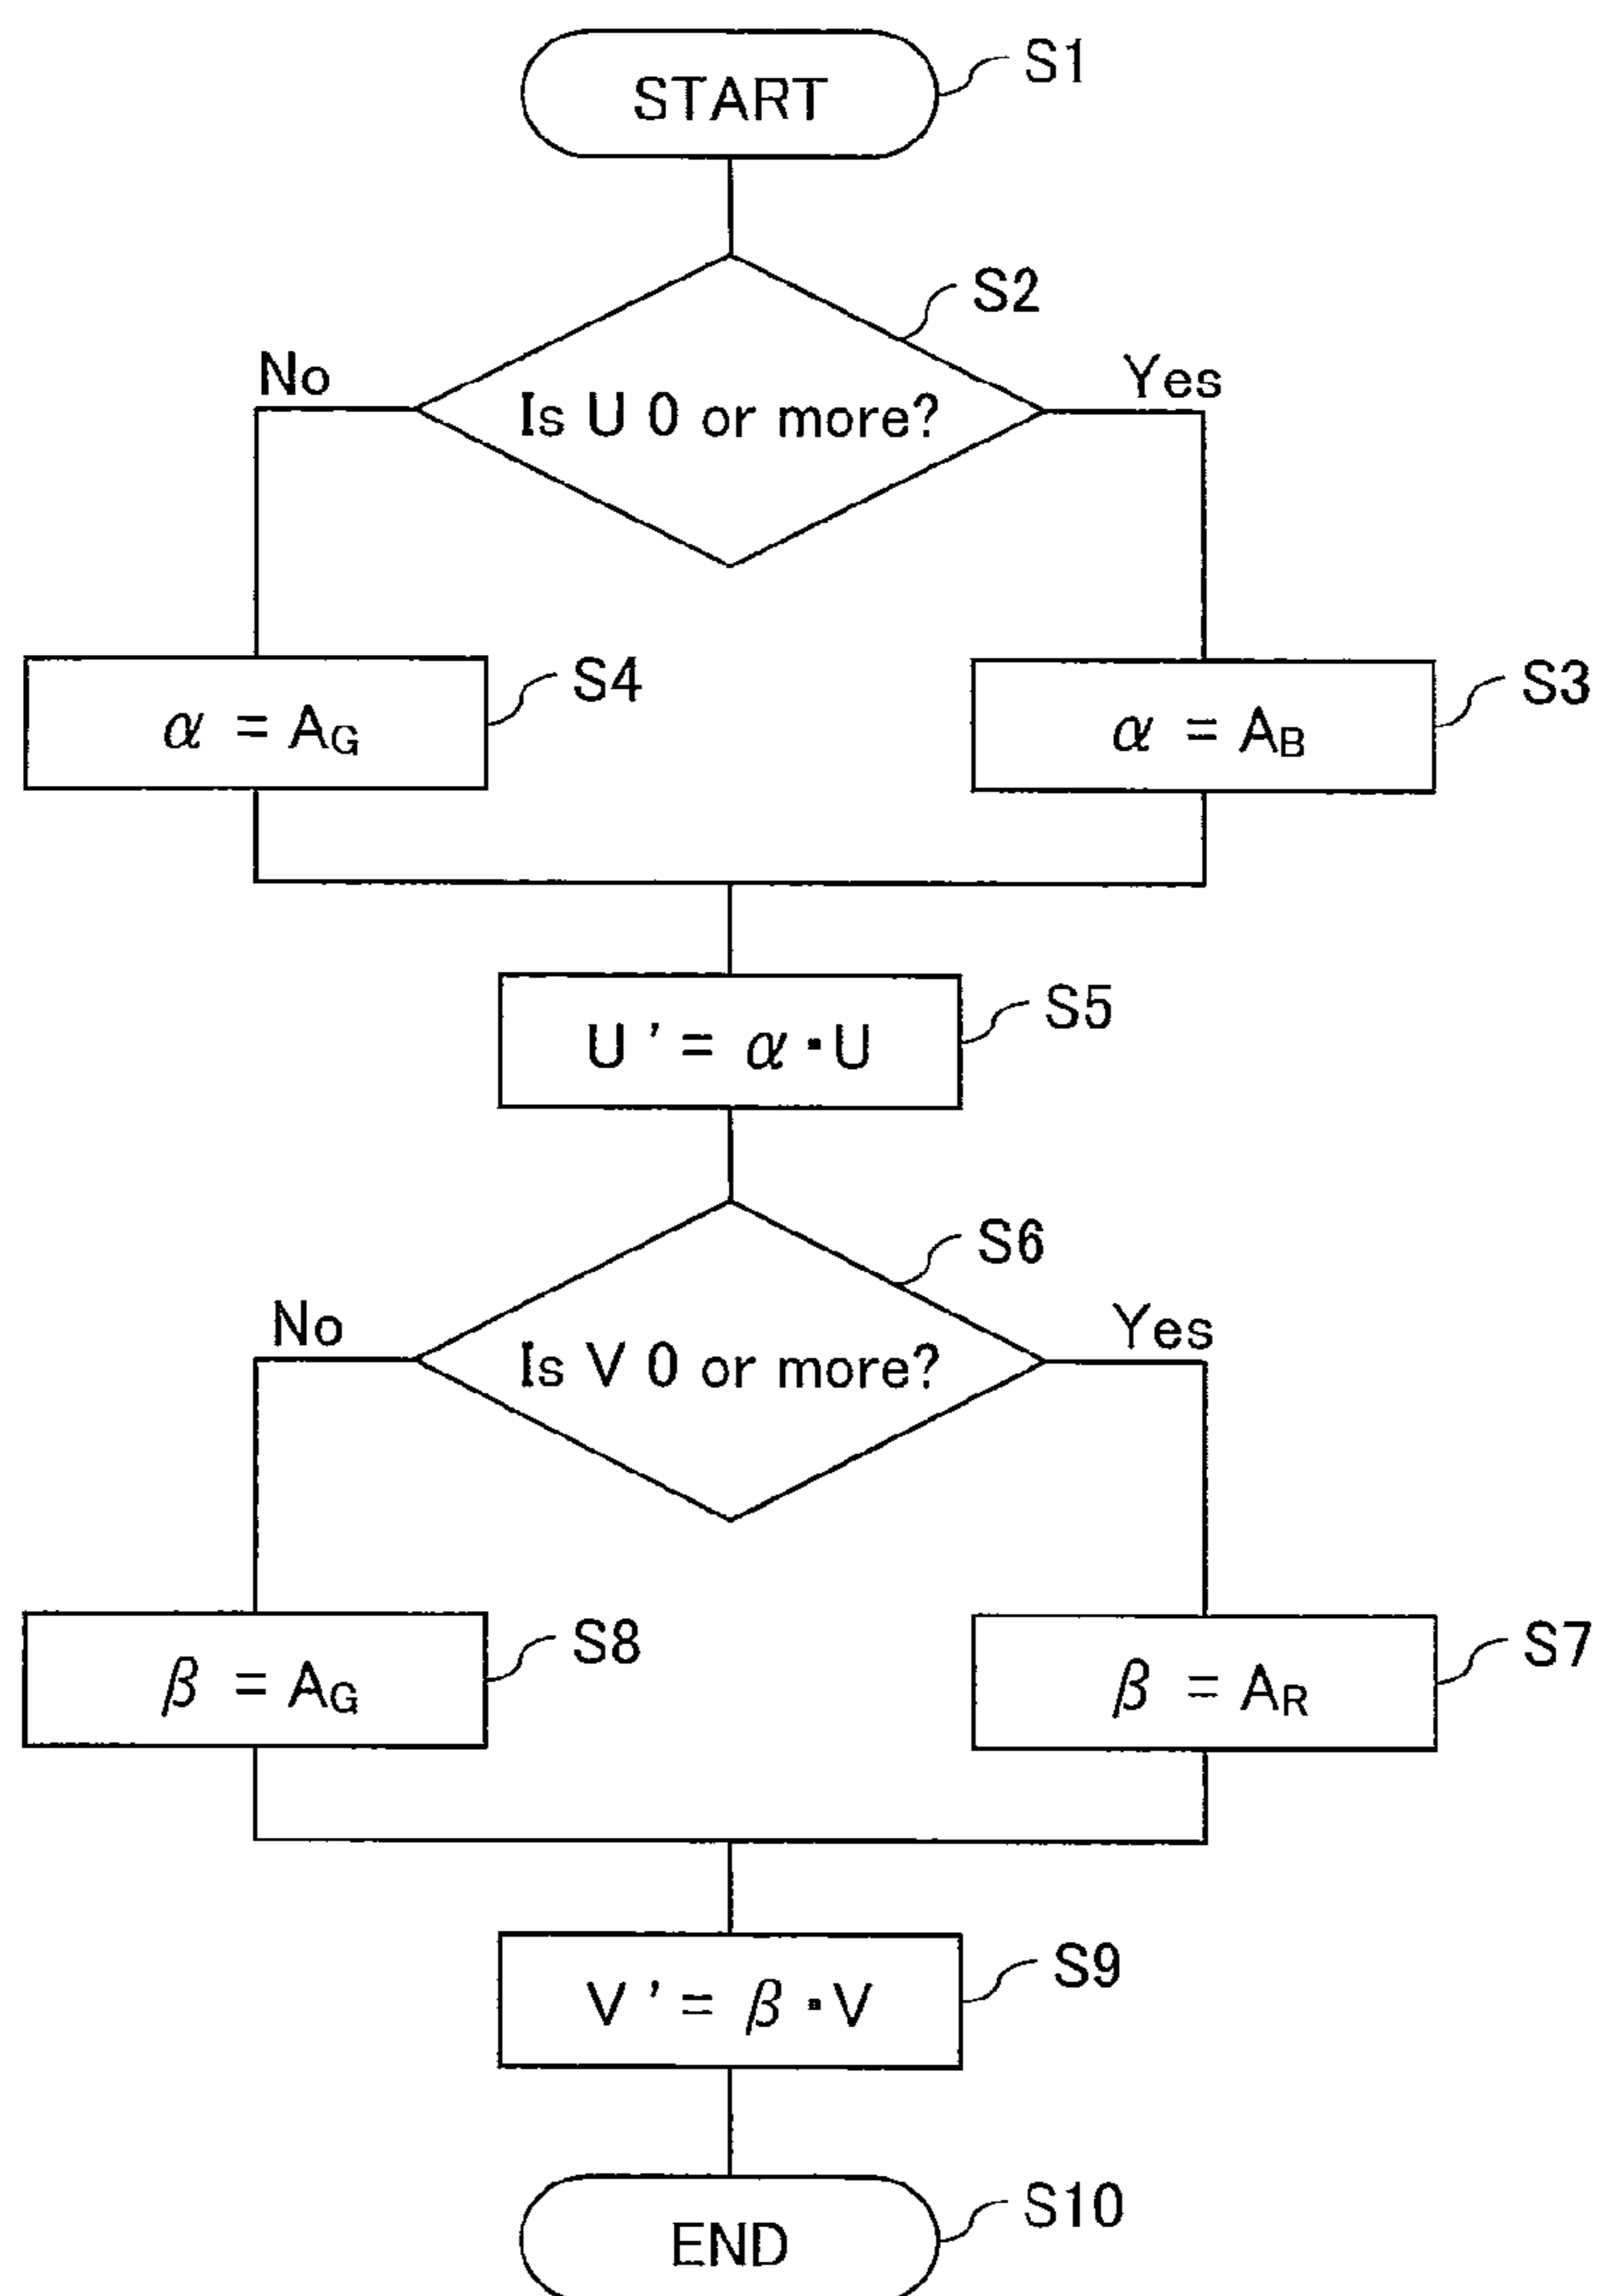 START
S1
S2
No
Is U 0 or more?
Yes
S4
α = AG
S3
α = AB
S5
U ' = α・U
S6
No
Is V 0 or more?
Yes
S8
β = AG
S7
β = AR
S9
V ' = β・V
S10
END